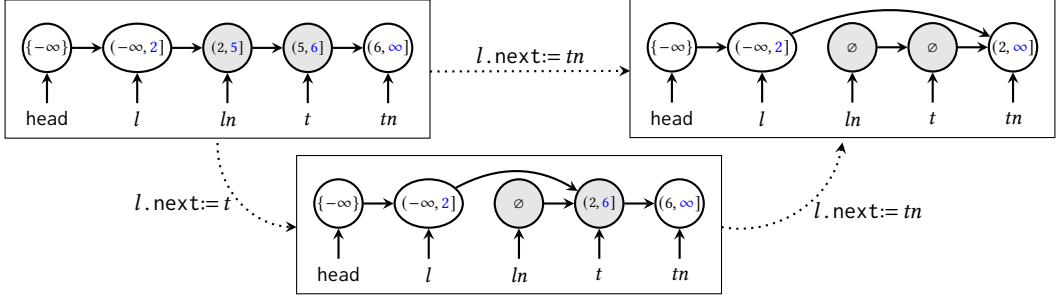 {−∞} (−∞, 2] (2, 5] (5, 6] (6, ∞]
head l ln t tn
l.next:= tn
{−∞} (−∞, 2] ∅ ∅ (2, ∞]
head l ln t tn
l.next:= t
{−∞} (−∞, 2] ∅ (2, 6] (6, ∞]
head l ln t tn
l.next:= tn